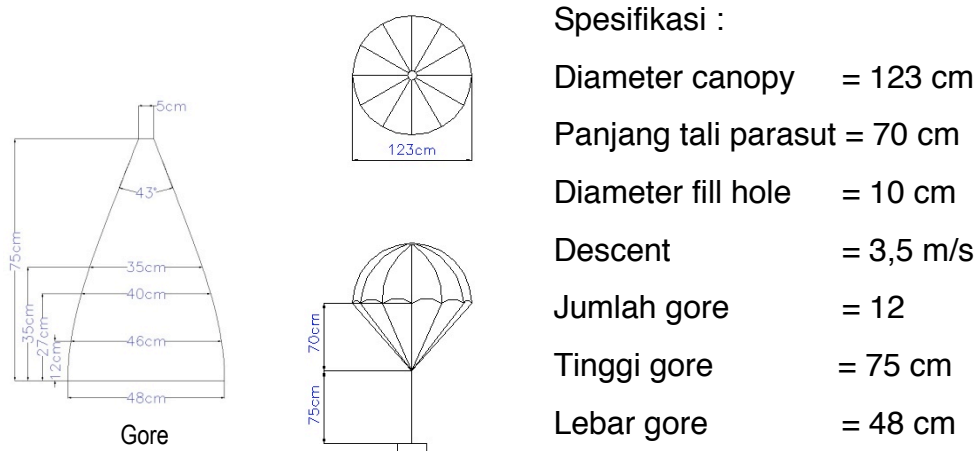 5cm
43°
75cm
35cm
35cm
40cm
27cm
46cm
12cm
48cm
Gore
123cm
70cm
75cm
Spesifikasi :
Diameter canopy = 123 cm
Panjang tali parasut = 70 cm
Diameter fill hole = 10 cm
Descent = 3,5 m/s
Jumlah gore = 12
Tinggi gore = 75 cm
Lebar gore = 48 cm